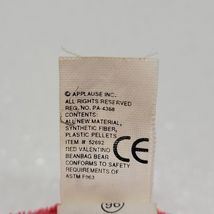 © APPLAUSE INC.
ALL RIGHTS RESERVED
REG NO. PA-4368
CONTENTS:
ALL NEW MATERIAL,
SYNTHETIC FIBER,
PLASTIC PELLETS
ITEM # 52692
RED VALENTINO
BEANBAG BEAR
CONFORMS TO SAFETY
REQUIREMENTS OF
ASTM F963
CE
96